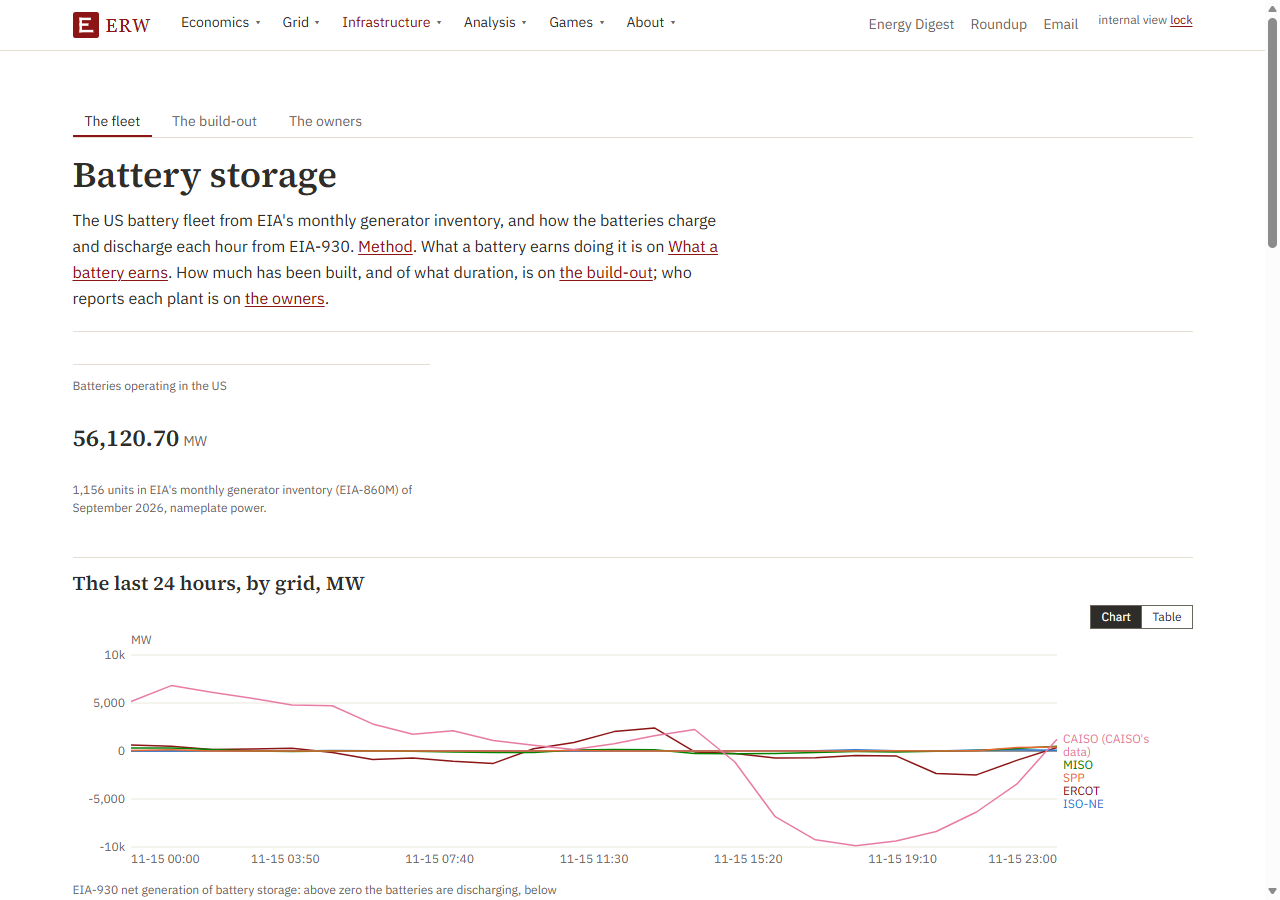 E ERW Economics Grid Infrastructure Analysis Games About Energy Digest Roundup Email internal view lock
The fleet The build-out The owners
Battery storage
The US battery fleet from EIA's monthly generator inventory, and how the batteries charge
and discharge each hour from EIA-930. Method. What a battery earns doing it is on What a
battery earns. How much has been built, and of what duration, is on the build-out; who
reports each plant is on the owners.
Batteries operating in the US
56,120.70 MW
1,156 units in EIA's monthly generator inventory (EIA-860M) of
September 2026, nameplate power.
The last 24 hours, by grid, MW
Chart Table
MW
10k
5,000
0
-5,000
-10k
CAISO (CAISO's
data)
MISO
SPP
ERCOT
ISO-NE
11-15 00:00 11-15 03:50 11-15 07:40 11-15 11:30 11-15 15:20 11-15 19:10 11-15 23:00
EIA-930 net generation of battery storage: above zero the batteries are discharging, below